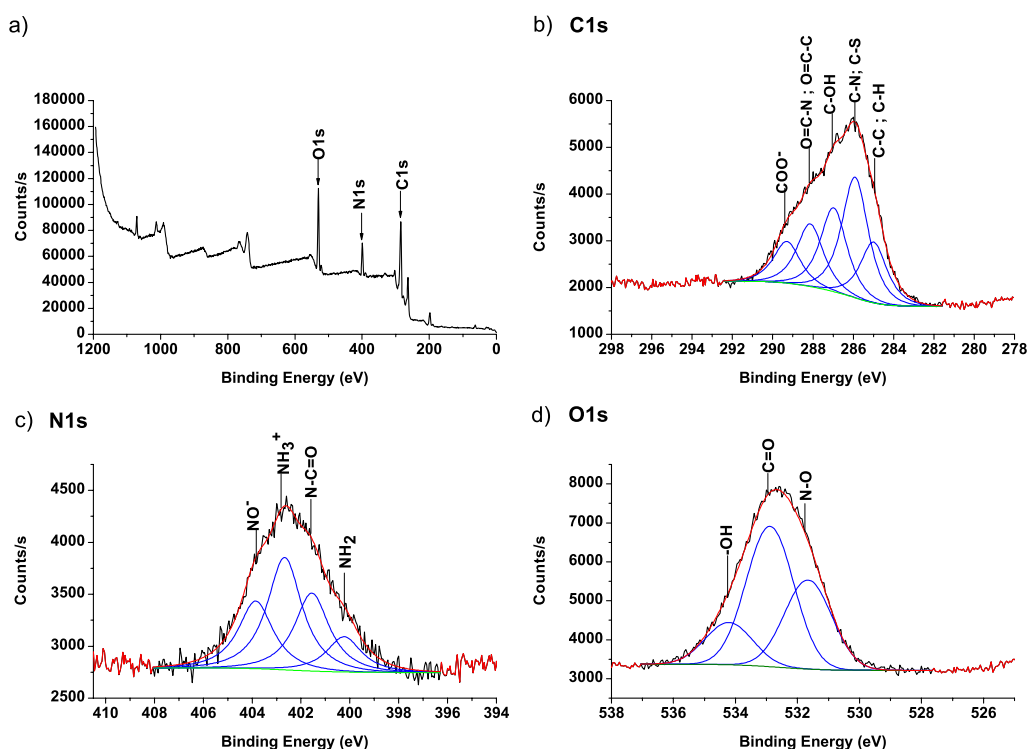 a)
180000
160000
140000
120000
100000
80000
60000
40000
20000
0
Counts/s
O1s
N1s
C1s
1200 1000 800 600 400 200 0
Binding Energy (eV)
b) C1s
6000
5000
4000
3000
2000
1000
Counts/s
COO-
O=C-N ; O=C-C
C-OH
C-N; C-S
C-C ; C-H
298 296 294 292 290 288 286 284 282 280 278
Binding Energy (eV)
c) N1s
4500
4000
3500
3000
2500
Counts/s
NO-
NH3+
N-C=O
NH2
410 408 406 404 402 400 398 396 394
Binding Energy (eV)
d) O1s
8000
7000
6000
5000
4000
3000
Counts/s
-OH
C=O
N-O
538 536 534 532 530 528 526
Binding Energy (eV)